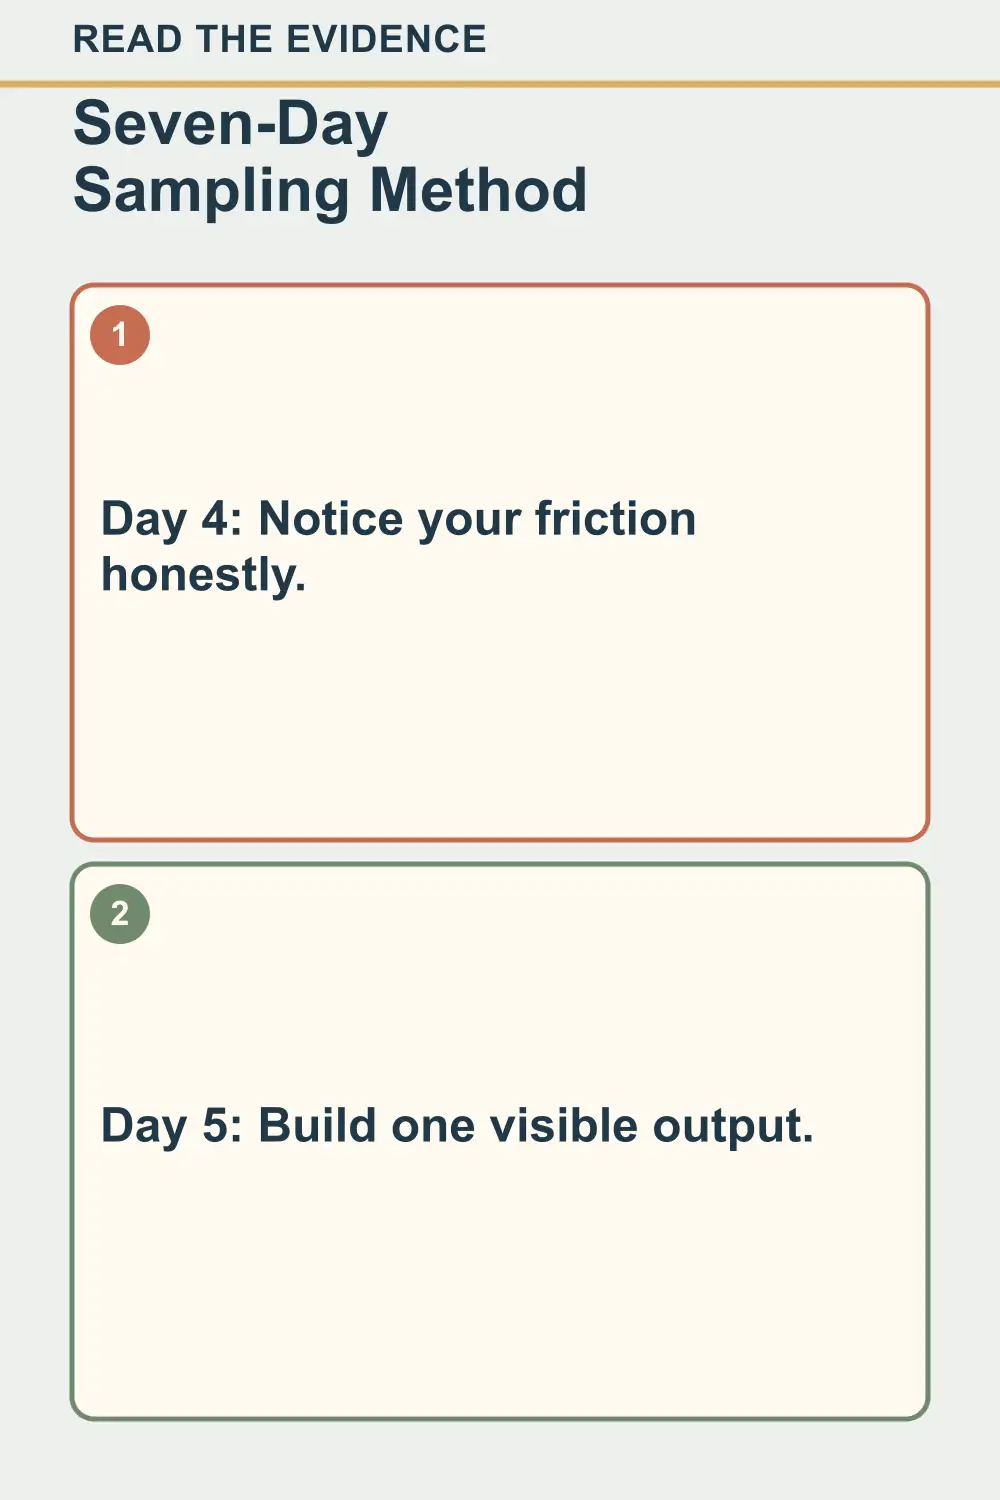 READ THE EVIDENCE
Seven-Day
Sampling Method
1
Day 4: Notice your friction
honestly.
2
Day 5: Build one visible output.